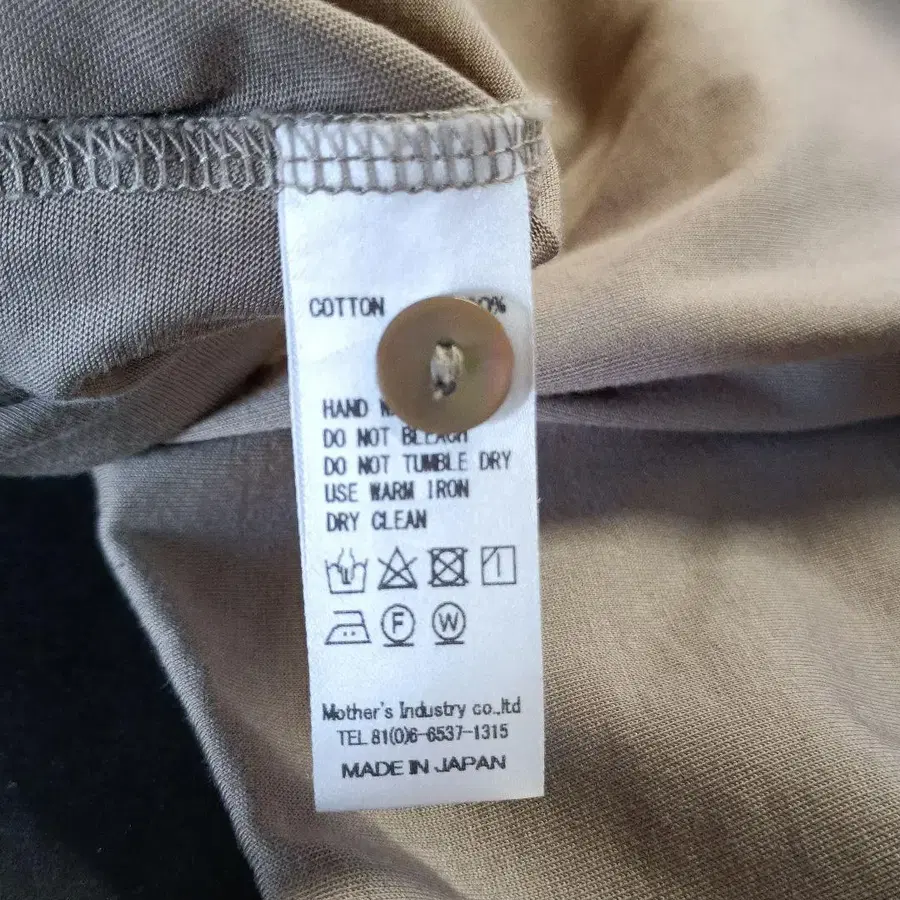 COTTON
HAND
DO NOT BLEACH
DO NOT TUMBLE DRY
USE WARM IRON
DRY CLEAN
F W
Mother's Industry co.,ltd
TEL 81(0)6-6537-1315
MADE IN JAPAN